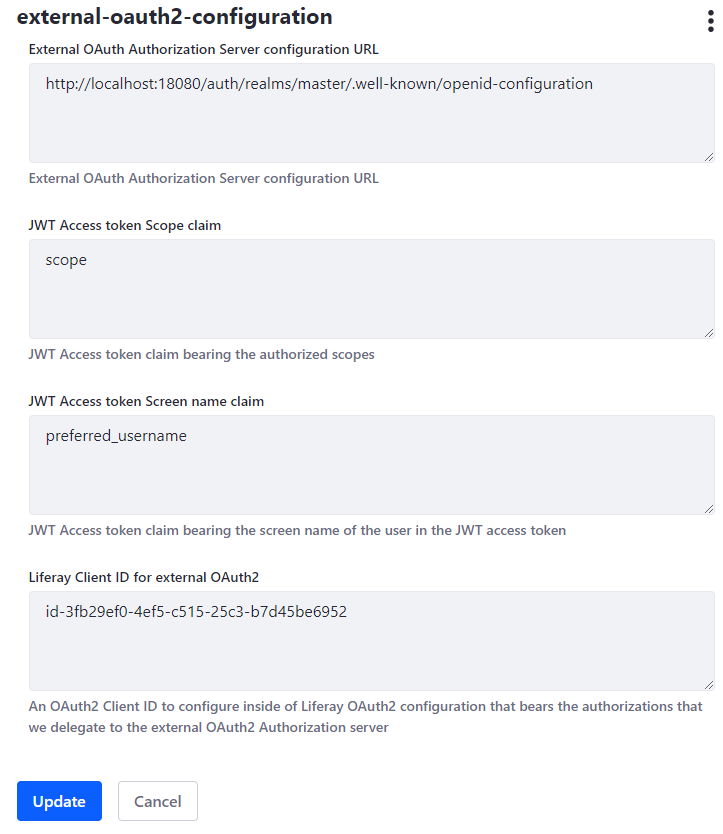 external-oauth2-configuration
External OAuth Authorization Server configuration URL
http://localhost:18080/auth/realms/master/.well-known/openid-configuration
External OAuth Authorization Server configuration URL
JWT Access token Scope claim
scope
JWT Access token claim bearing the authorized scopes
JWT Access token Screen name claim
preferred_username
JWT Access token claim bearing the screen name of the user in the JWT access token
Liferay Client ID for external OAuth2
id-3fb29ef0-4ef5-c515-25c3-b7d45be6952
An OAuth2 Client ID to configure inside of Liferay OAuth2 configuration that bears the authorizations that
we delegate to the external OAuth2 Authorization server
Update
Cancel